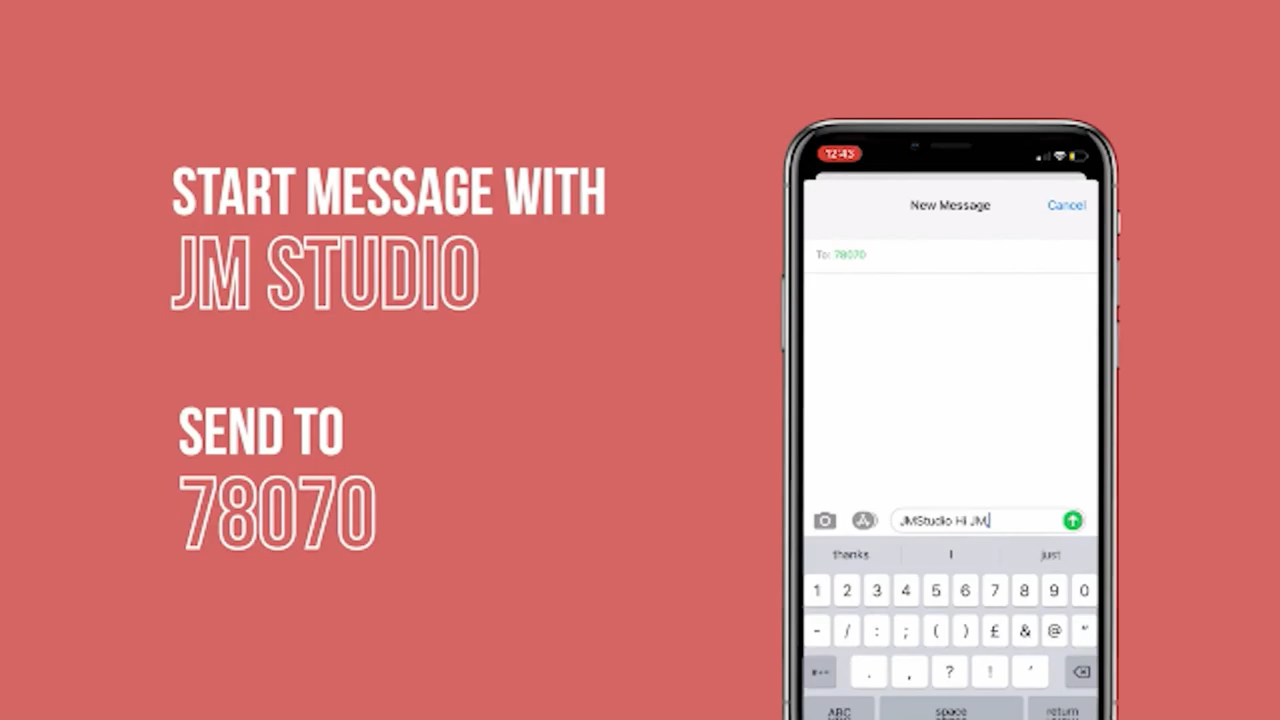 START MESSAGE WITH
JM STUDIO
SEND TO
78070
12:43
New Message
Cancel
To: 78070
JMStudio Hi JM,
thanks
I
just
1 2 3 4 5 6 7 8 9 0
- / : ; ( ) £ & @ "
#+= . , ? ! ' 
ABC
space
return